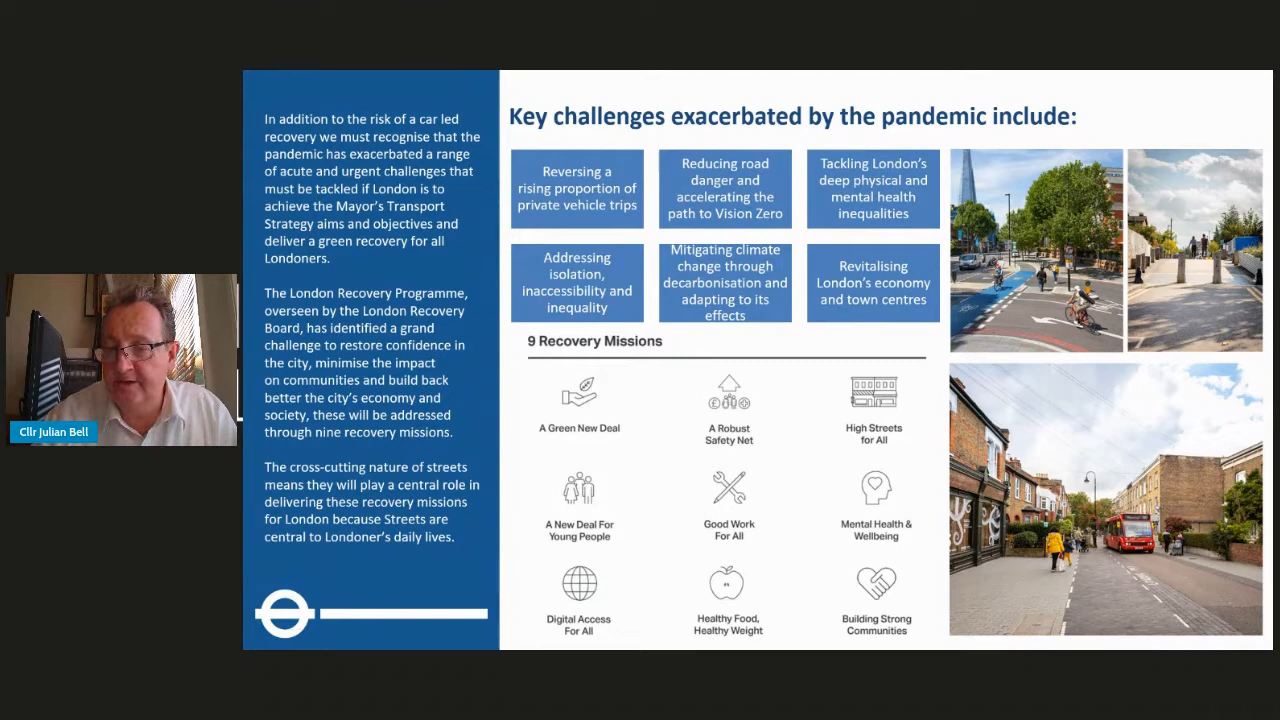 In addition to the risk of a car led
recovery we must recognise that the
pandemic has exacerbated a range
of acute and urgent challenges that
must be tackled if London is to
achieve the Mayor's Transport
Strategy aims and objectives and
deliver a green recovery for all
Londoners.
The London Recovery Programme,
overseen by the London Recovery
Board, has identified a grand
challenge to restore confidence in
the city, minimise the impact
on communities and build back
better the city's economy and
society, these will be addressed
through nine recovery missions.
The cross-cutting nature of streets
means they will play a central role in
delivering these recovery missions
for London because Streets are
central to Londoner's daily lives.
Key challenges exacerbated by the pandemic include:
Reversing a
rising proportion of
private vehicle trips
Reducing road
danger and
accelerating the
path to Vision Zero
Tackling London's
deep physical and
mental health
inequalities
Addressing
isolation,
inaccessibility and
inequality
Mitigating climate
change through
decarbonisation and
adapting to its
effects
Revitalising
London's economy
and town centres
9 Recovery Missions
A Green New Deal
A Robust
Safety Net
High Streets
for All
A New Deal For
Young People
Good Work
For All
Mental Health &
Wellbeing
Digital Access
For All
Healthy Food,
Healthy Weight
Building Strong
Communities
Cllr Julian Bell